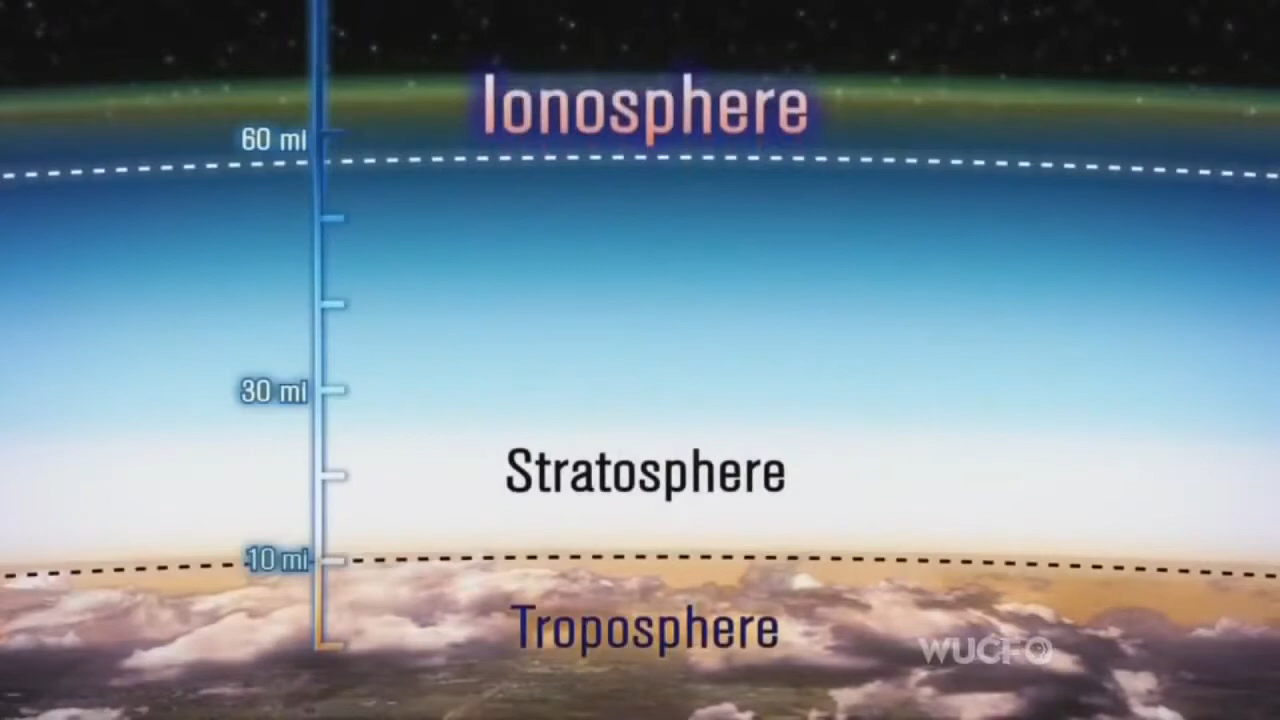 Ionosphere
60 mi
30 mi
Stratosphere
10 mi
Troposphere
WUCF